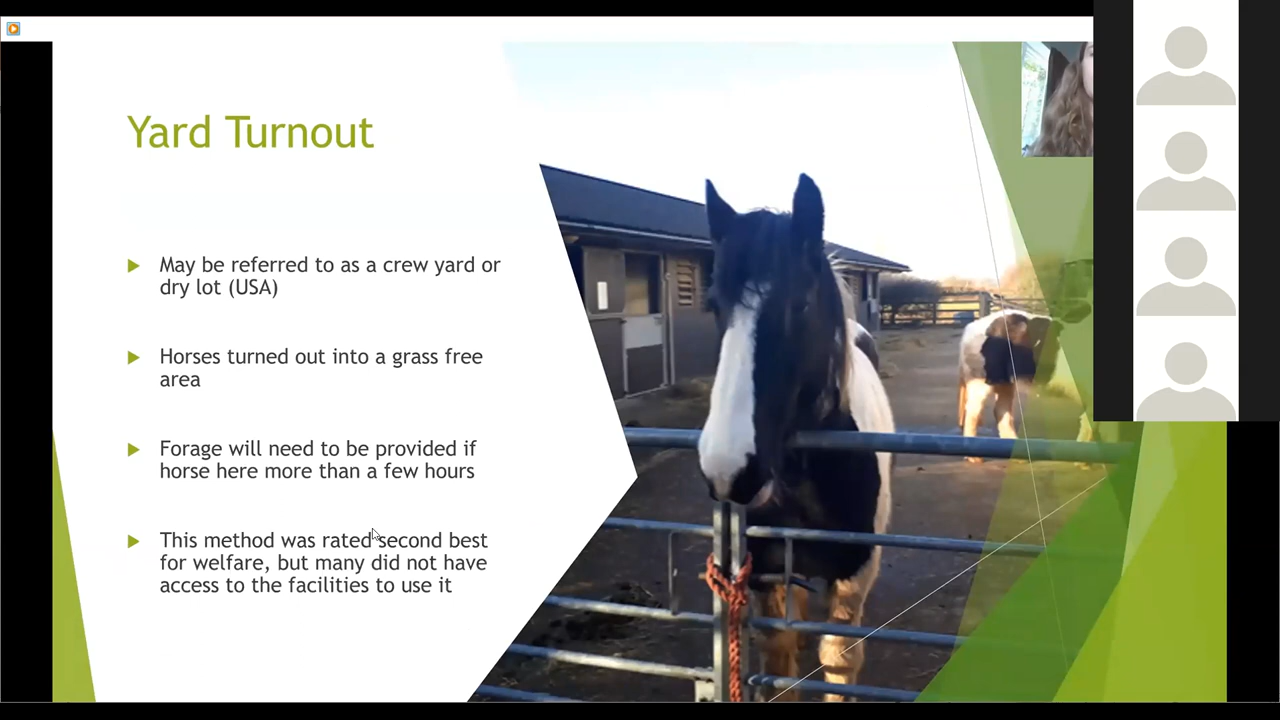 Yard Turnout
May be referred to as a crew yard or
dry lot (USA)
Horses turned out into a grass free
area
Forage will need to be provided if
horse here more than a few hours
This method was rated second best
for welfare, but many did not have
access to the facilities to use it